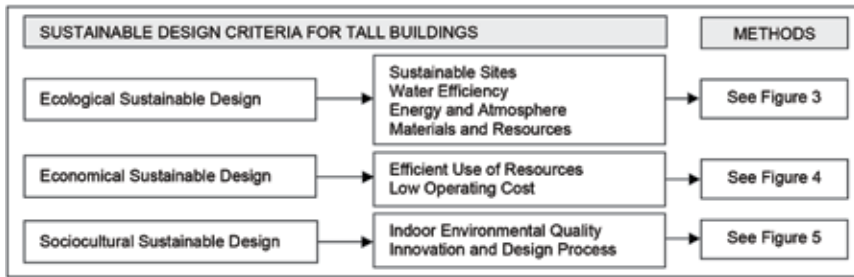 SUSTAINABLE DESIGN CRITERIA FOR TALL BUILDINGS
METHODS
Ecological Sustainable Design
Sustainable Sites
Water Efficiency
Energy and Atmosphere
Materials and Resources
See Figure 3
Economical Sustainable Design
Efficient Use of Resources
Low Operating Cost
See Figure 4
Sociocultural Sustainable Design
Indoor Environmental Quality
Innovation and Design Process
See Figure 5